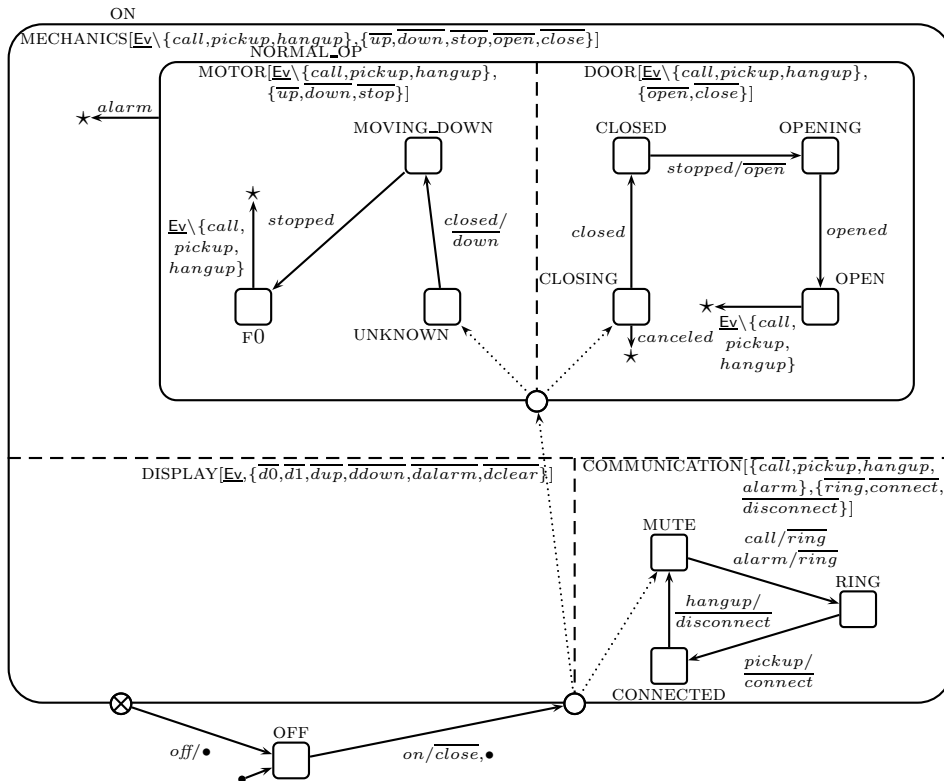 ON
MECHANICS[Ev\{call,pickup,hangup},{up,down,stop,open,close}]
NORMAL_OP
MOTOR[Ev\{call,pickup,hangup},
{up,down,stop}]
DOOR[Ev\{call,pickup,hangup},
{open,close}]
alarm
MOVING_DOWN
CLOSED
OPENING
stopped/open
stopped
Ev\{call,
pickup,
hangup}
closed/
down
closed
opened
CLOSING
OPEN
F0
UNKNOWN
canceled
Ev\{call,
pickup,
hangup}
DISPLAY[Ev,{d0,d1,dup,ddown,dalarm,dclear}]
COMMUNICATION[{call,pickup,hangup,
alarm},{ring,connect,
disconnect}]
MUTE
call/ring
alarm/ring
RING
hangup/
disconnect
pickup/
connect
CONNECTED
OFF
off/•
on/close,•